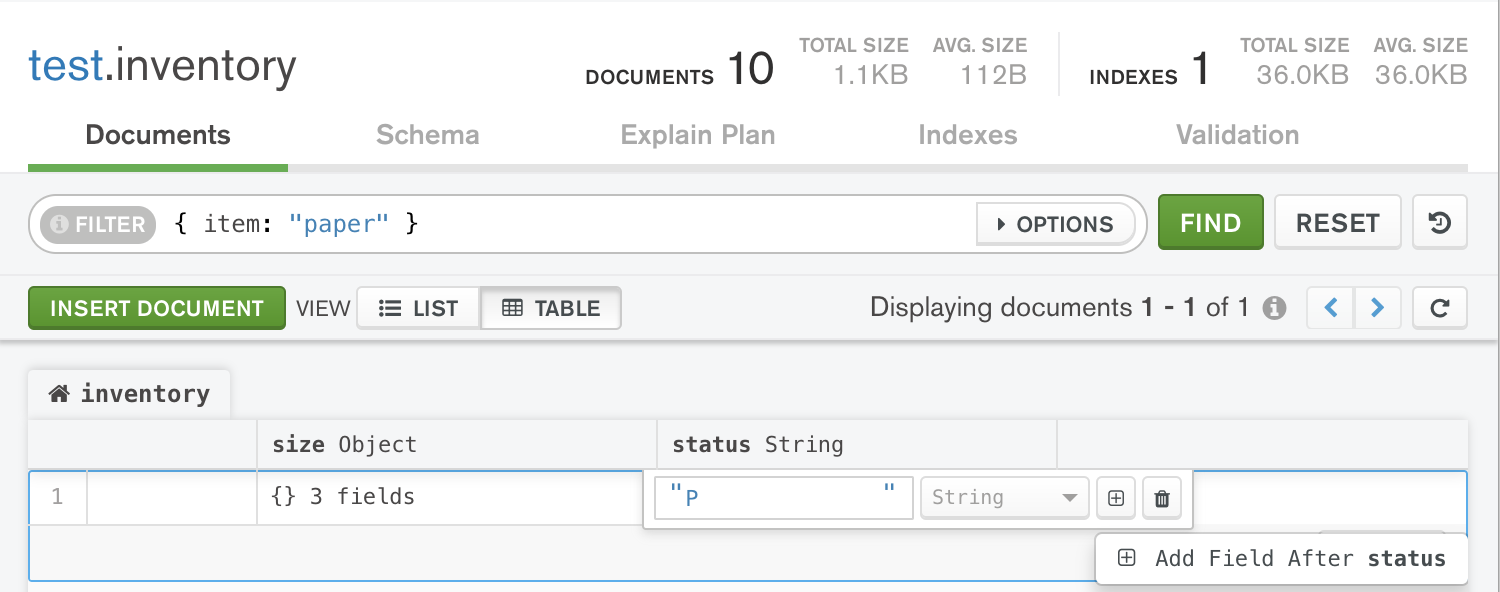 test.inventory
DOCUMENTS 10 TOTAL SIZE 1.1KB AVG. SIZE 112B INDEXES 1 TOTAL SIZE 36.0KB AVG. SIZE 36.0KB
Documents Schema Explain Plan Indexes Validation
FILTER { item: "paper" } OPTIONS FIND RESET
INSERT DOCUMENT VIEW LIST TABLE Displaying documents 1 - 1 of 1
inventory
size Object status String
1 {} 3 fields "P " String
Add Field After status